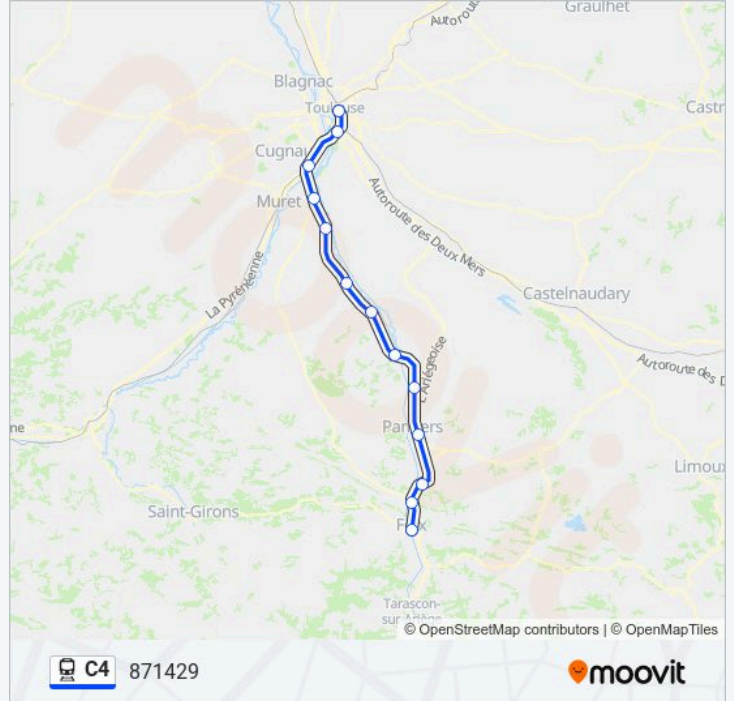 Graulhet
Autorou
Blagnac
Toulouse
Castr
Cugnau
Muret
Autoroute des Deux Mers
La Pyrénéenne
Castelnaudary
L'Ariégeoise
Autoroute des D
Pamiers
ne
Limoux
Saint-Girons
Foix
Tarascon-
sur-Ariège
© OpenStreetMap contributors | © OpenMapTiles
C4 871429
moovit